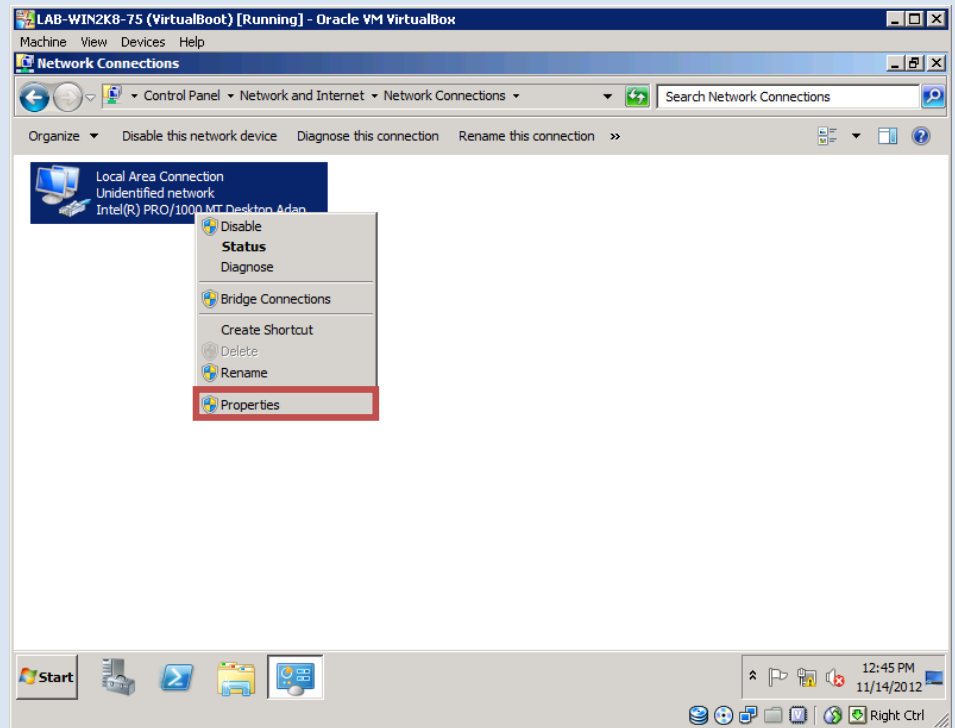 LAB-WIN2K8-75 (VirtualBoot) [Running] - Oracle VM VirtualBox
Machine View Devices Help
Network Connections
Control Panel Network and Internet Network Connections Search Network Connections
Organize Disable this network device Diagnose this connection Rename this connection »
Local Area Connection
Unidentified network
Intel(R) PRO/1000 MT Desktop Adap
Disable
Status
Diagnose
Bridge Connections
Create Shortcut
Delete
Rename
Properties
Start 12:45 PM
11/14/2012
Right Ctrl